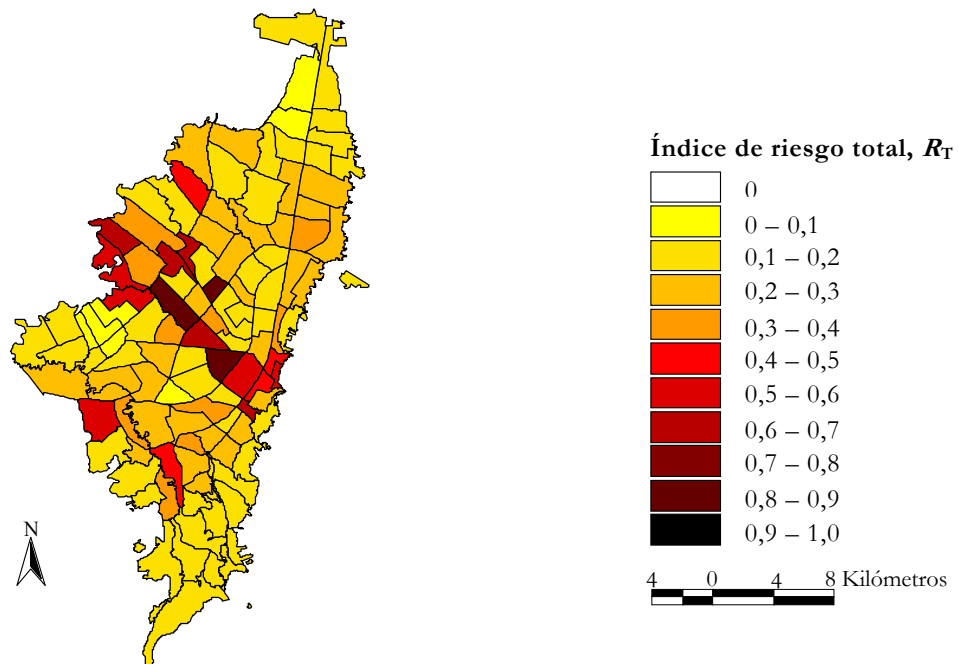 Índice de riesgo total, RT
0
0 – 0,1
0,1 – 0,2
0,2 – 0,3
0,3 – 0,4
0,4 – 0,5
0,5 – 0,6
0,6 – 0,7
0,7 – 0,8
0,8 – 0,9
0,9 – 1,0
N
4 0 4 8 Kilómetros